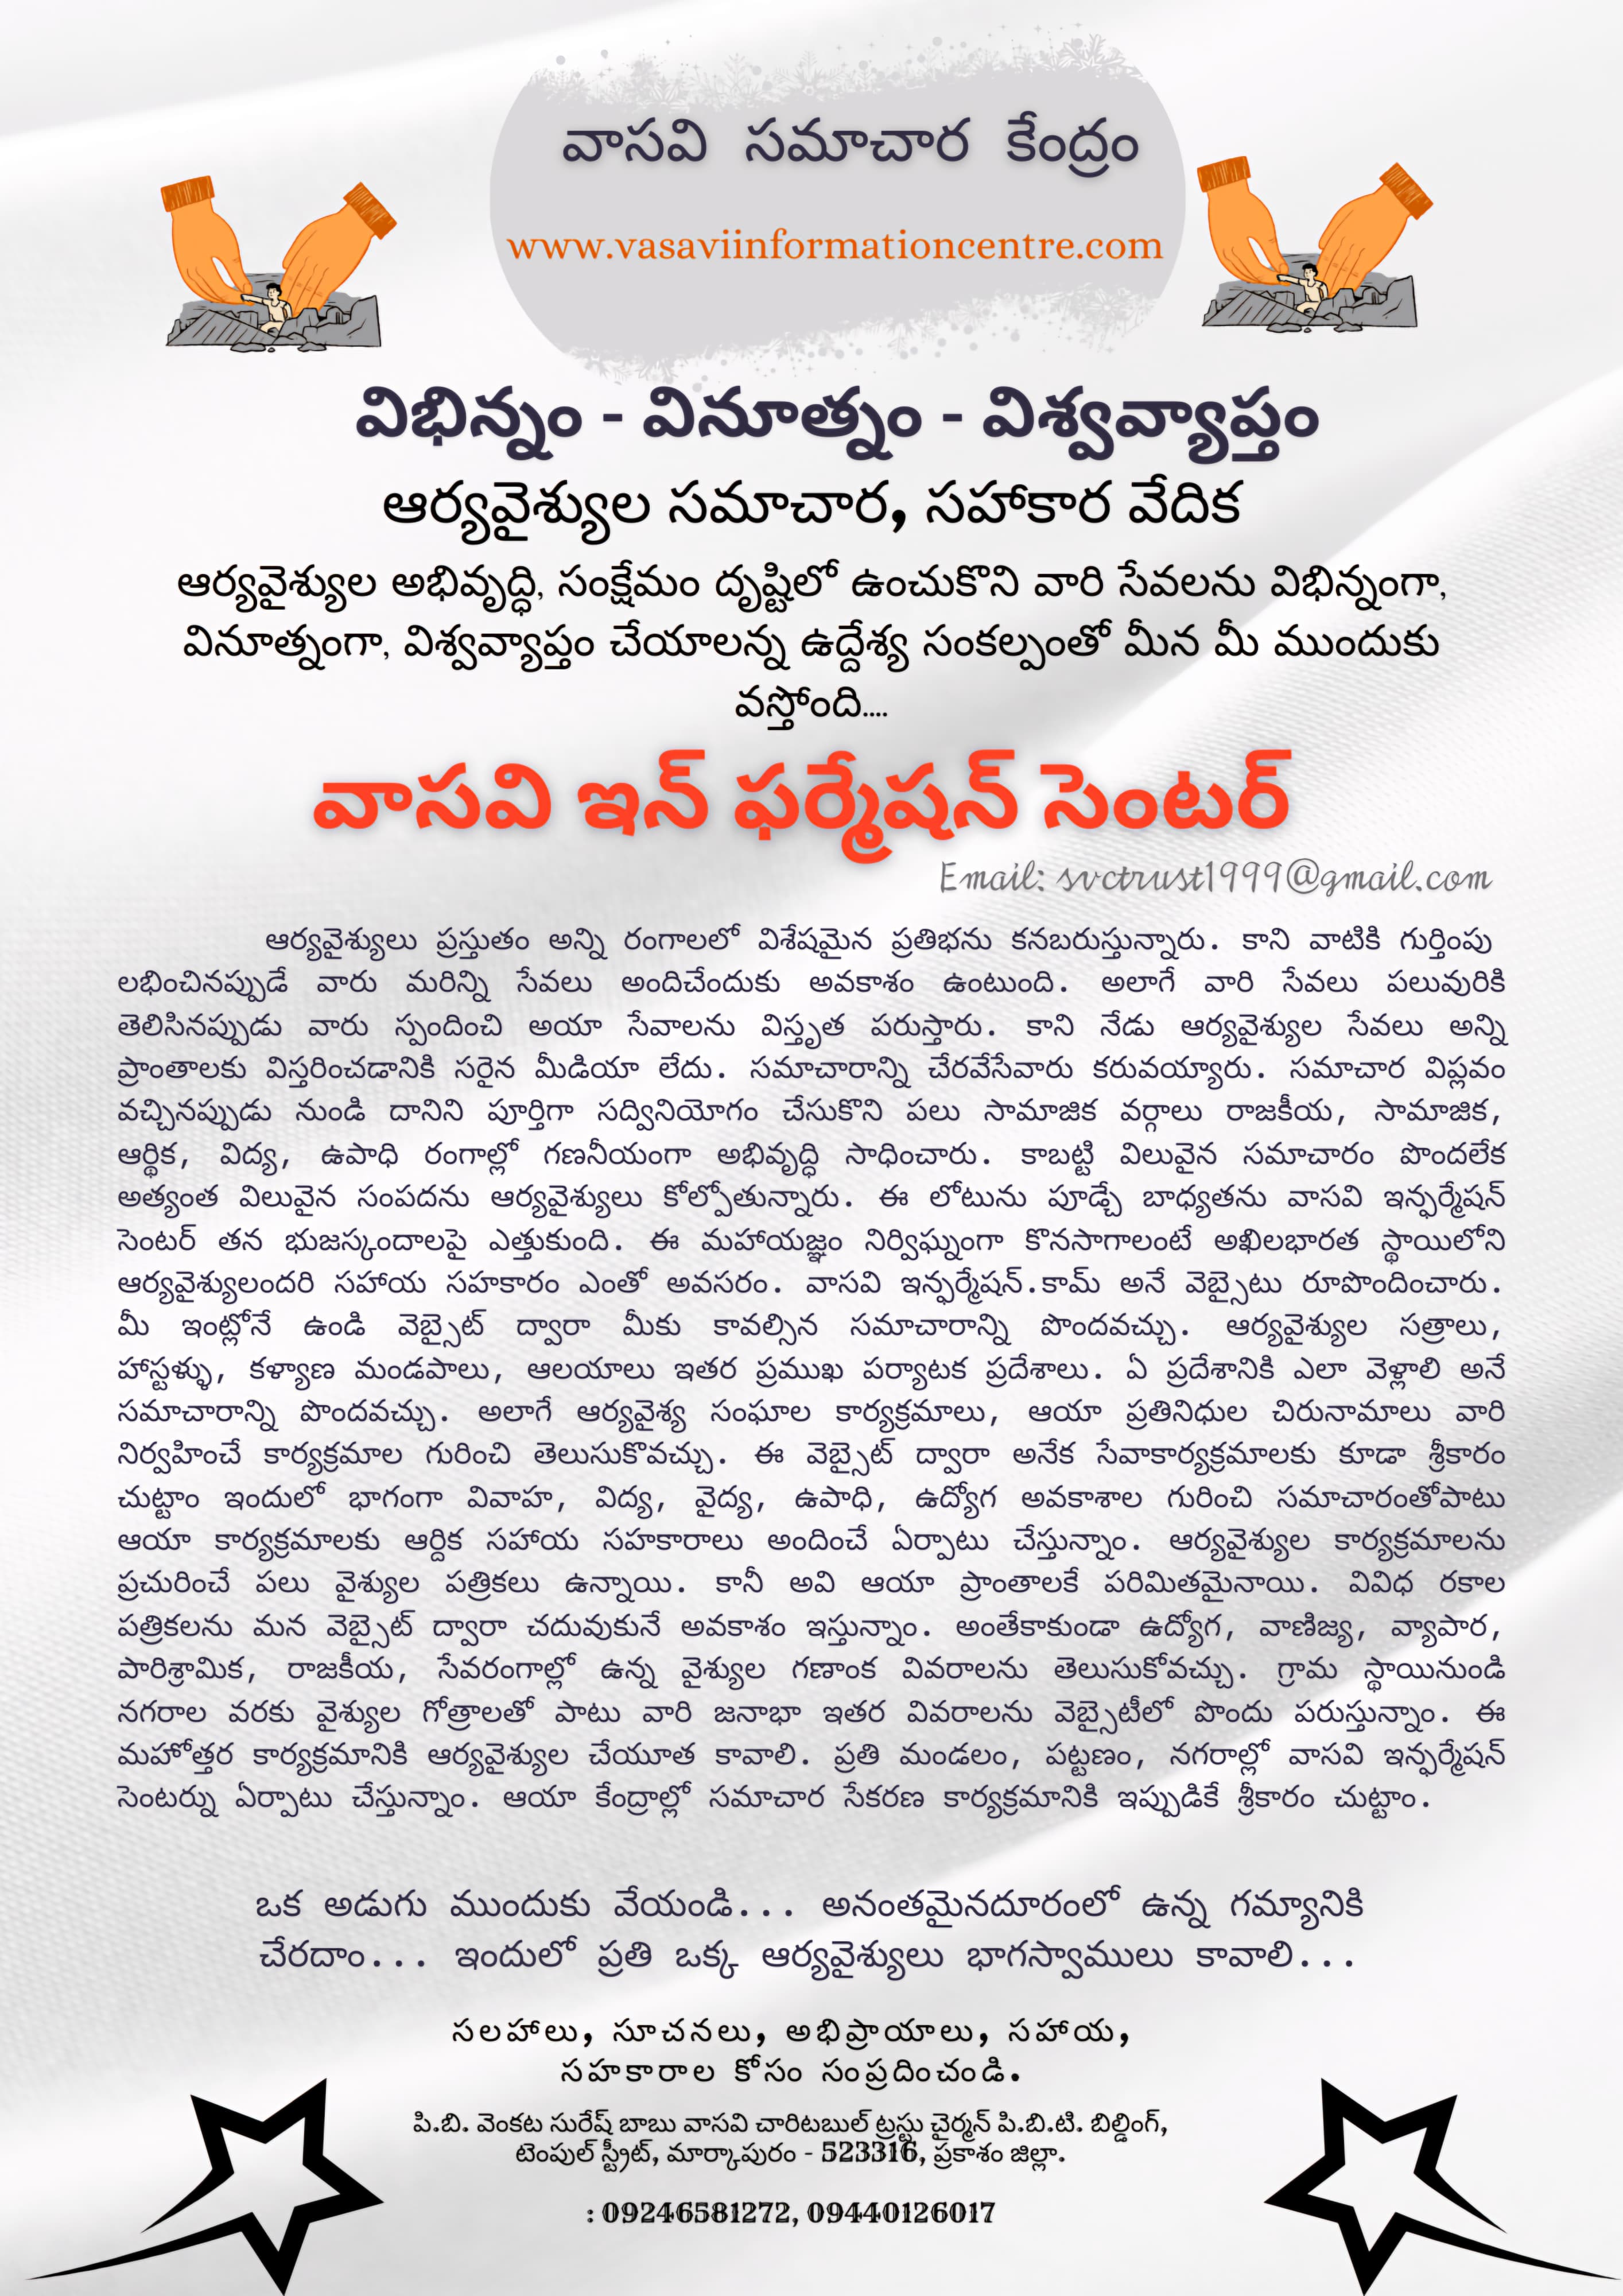 వాసవి సమాచార కేంద్రం
www.vasaviinformationcentre.com
విభిన్నం - వినూత్నం - విశ్వవ్యాప్తం
ఆర్యవైశ్యుల సమాచార, సహాకార వేదిక
ఆర్యవైశ్యుల అభివృద్ధి, సంక్షేమం దృష్టిలో ఉంచుకొని వారి సేవలను విభిన్నంగా,
వినూత్నంగా, విశ్వవ్యాప్తం చేయాలన్న ఉద్దేశ్య సంకల్పంతో మీన మీ ముందుకు
వస్తోంది....
వాసవి ఇన్ ఫర్మేషన్ సెంటర్
Email: svctrust1999@gmail.com
ఆర్యవైశ్యులు ప్రస్తుతం అన్ని రంగాలలో విశేషమైన ప్రతిభను కనబరుస్తున్నారు. కాని వాటికి గుర్తింపు
లభించినప్పుడే వారు మరిన్ని సేవలు అందిచేందుకు అవకాశం ఉంటుంది. అలాగే వారి సేవలు పలువురికి
తెలిసినప్పుడు వారు స్పందించి అయా సేవాలను విస్తృత పరుస్తారు. కాని నేడు ఆర్యవైశ్యుల సేవలు అన్ని
ప్రాంతాలకు విస్తరించడానికి సరైన మీడియా లేదు. సమాచారాన్ని చేరవేసేవారు కరువయ్యారు. సమాచార విప్లవం
వచ్చినప్పుడు నుండి దానిని పూర్తిగా సద్వినియోగం చేసుకొని పలు సామాజిక వర్గాలు రాజకీయ, సామాజిక,
ఆర్థిక, విద్య, ఉపాధి రంగాల్లో గణనీయంగా అభివృద్ధి సాధించారు. కాబట్టి విలువైన సమాచారం పొందలేక
అత్యంత విలువైన సంపదను ఆర్యవైశ్యులు కోల్పోతున్నారు. ఈ లోటును పూడ్చే బాధ్యతను వాసవి ఇన్ఫర్మేషన్
సెంటర్ తన భుజస్కందాలపై ఎత్తుకుంది. ఈ మహాయజ్ఞం నిర్విఘ్నంగా కొనసాగాలంటే అఖిలభారత స్థాయిలోని
ఆర్యవైశ్యులందరి సహాయ సహకారం ఎంతో అవసరం. వాసవి ఇన్ఫర్మేషన్.కామ్ అనే వెబ్సైటు రూపొందించారు.
మీ ఇంట్లోనే ఉండి వెబ్సైట్ ద్వారా మీకు కావల్సిన సమాచారాన్ని పొందవచ్చు. ఆర్యవైశ్యుల సత్రాలు,
హాస్టళ్ళు, కళ్యాణ మండపాలు, ఆలయాలు ఇతర ప్రముఖ పర్యాటక ప్రదేశాలు. ఏ ప్రదేశానికి ఎలా వెళ్లాలి అనే
సమాచారాన్ని పొందవచ్చు. అలాగే ఆర్యవైశ్య సంఘాల కార్యక్రమాలు, ఆయా ప్రతినిధుల చిరునామాలు వారి
నిర్వహించే కార్యక్రమాల గురించి తెలుసుకొవచ్చు. ఈ వెబ్సైట్ ద్వారా అనేక సేవాకార్యక్రమాలకు కూడా శ్రీకారం
చుట్టాం ఇందులో భాగంగా వివాహ, విద్య, వైద్య, ఉపాధి, ఉద్యోగ అవకాశాల గురించి సమాచారంతోపాటు
ఆయా కార్యక్రమాలకు ఆర్దిక సహాయ సహకారాలు అందించే ఏర్పాటు చేస్తున్నాం. ఆర్యవైశ్యుల కార్యక్రమాలను
ప్రచురించే పలు వైశ్యుల పత్రికలు ఉన్నాయి. కానీ అవి ఆయా ప్రాంతాలకే పరిమితమైనాయి. వివిధ రకాల
పత్రికలను మన వెబ్సైట్ ద్వారా చదువుకునే అవకాశం ఇస్తున్నాం. అంతేకాకుండా ఉద్యోగ, వాణిజ్య, వ్యాపార,
పారిశ్రామిక, రాజకీయ, సేవరంగాల్లో ఉన్న వైశ్యుల గణాంక వివరాలను తెలుసుకోవచ్చు. గ్రామ స్థాయినుండి
నగరాల వరకు వైశ్యుల గోత్రాలతో పాటు వారి జనాభా ఇతర వివరాలను వెబ్సైటీలో పొందు పరుస్తున్నాం. ఈ
మహోత్తర కార్యక్రమానికి ఆర్యవైశ్యుల చేయూత కావాలి. ప్రతి మండలం, పట్టణం, నగరాల్లో వాసవి ఇన్ఫర్మేషన్
సెంటర్ను ఏర్పాటు చేస్తున్నాం. ఆయా కేంద్రాల్లో సమాచార సేకరణ కార్యక్రమానికి ఇప్పుడికే శ్రీకారం చుట్టాం.
ఒక అడుగు ముందుకు వేయండి... అనంతమైనదూరంలో ఉన్న గమ్యానికి
చేరదాం... ఇందులో ప్రతి ఒక్క ఆర్యవైశ్యులు భాగస్వాములు కావాలి...
సలహాలు, సూచనలు, అభిప్రాయాలు, సహాయ,
సహకారాల కోసం సంప్రదించండి.
పి.బి. వెంకట సురేష్ బాబు వాసవి చారిటబుల్ ట్రస్టు చైర్మన్ పి.బి.టి. బిల్డింగ్,
టెంపుల్ స్ట్రీట్, మార్కాపురం - 523316, ప్రకాశం జిల్లా.
: 09246581272, 09440126017